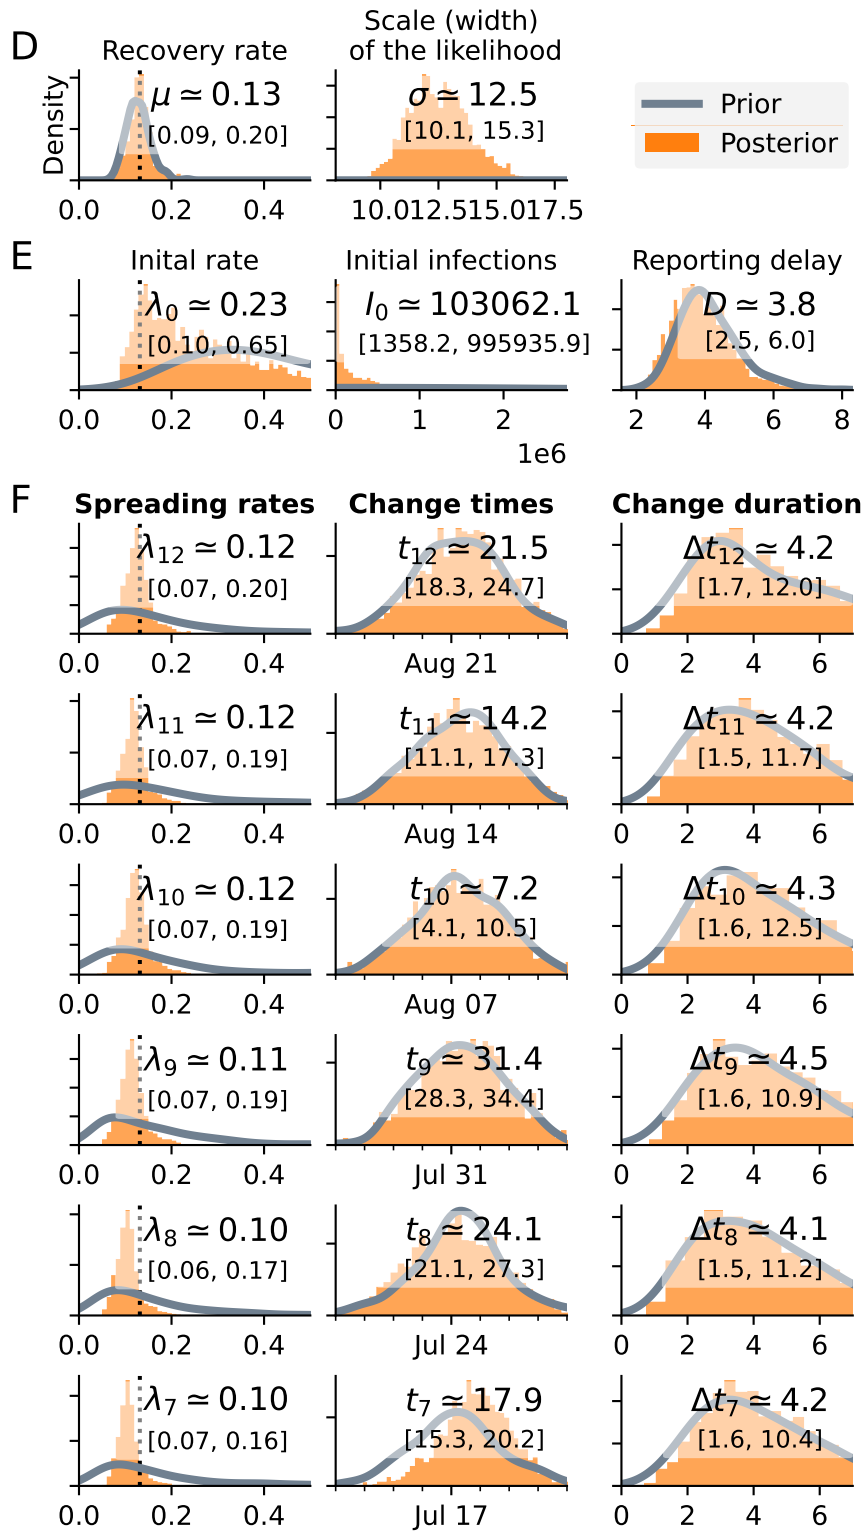 D
Recovery rate
Scale (width)
of the likelihood
Density
μ ≃ 0.13
[0.09, 0.20]
σ ≃ 12.5
[10.1, 15.3]
Prior
Posterior
0.0 0.2 0.4
10.0 12.5 15.0 17.5
E
Inital rate
Initial infections
Reporting delay
λ0 ≃ 0.23
[0.10, 0.65]
I0 ≃ 103062.1
[1358.2, 995935.9]
D ≃ 3.8
[2.5, 6.0]
0.0 0.2 0.4
0 1 2
1e6
2 4 6 8
F
Spreading rates
Change times
Change duration
λ12 ≃ 0.12
[0.07, 0.20]
t12 ≃ 21.5
[18.3, 24.7]
Δt12 ≃ 4.2
[1.7, 12.0]
0.0 0.2 0.4
Aug 21
0 2 4 6
λ11 ≃ 0.12
[0.07, 0.19]
t11 ≃ 14.2
[11.1, 17.3]
Δt11 ≃ 4.2
[1.5, 11.7]
0.0 0.2 0.4
Aug 14
0 2 4 6
λ10 ≃ 0.12
[0.07, 0.19]
t10 ≃ 7.2
[4.1, 10.5]
Δt10 ≃ 4.3
[1.6, 12.5]
0.0 0.2 0.4
Aug 07
0 2 4 6
λ9 ≃ 0.11
[0.07, 0.19]
t9 ≃ 31.4
[28.3, 34.4]
Δt9 ≃ 4.5
[1.6, 10.9]
0.0 0.2 0.4
Jul 31
0 2 4 6
λ8 ≃ 0.10
[0.06, 0.17]
t8 ≃ 24.1
[21.1, 27.3]
Δt8 ≃ 4.1
[1.5, 11.2]
0.0 0.2 0.4
Jul 24
0 2 4 6
λ7 ≃ 0.10
[0.07, 0.16]
t7 ≃ 17.9
[15.3, 20.2]
Δt7 ≃ 4.2
[1.6, 10.4]
0.0 0.2 0.4
Jul 17
0 2 4 6